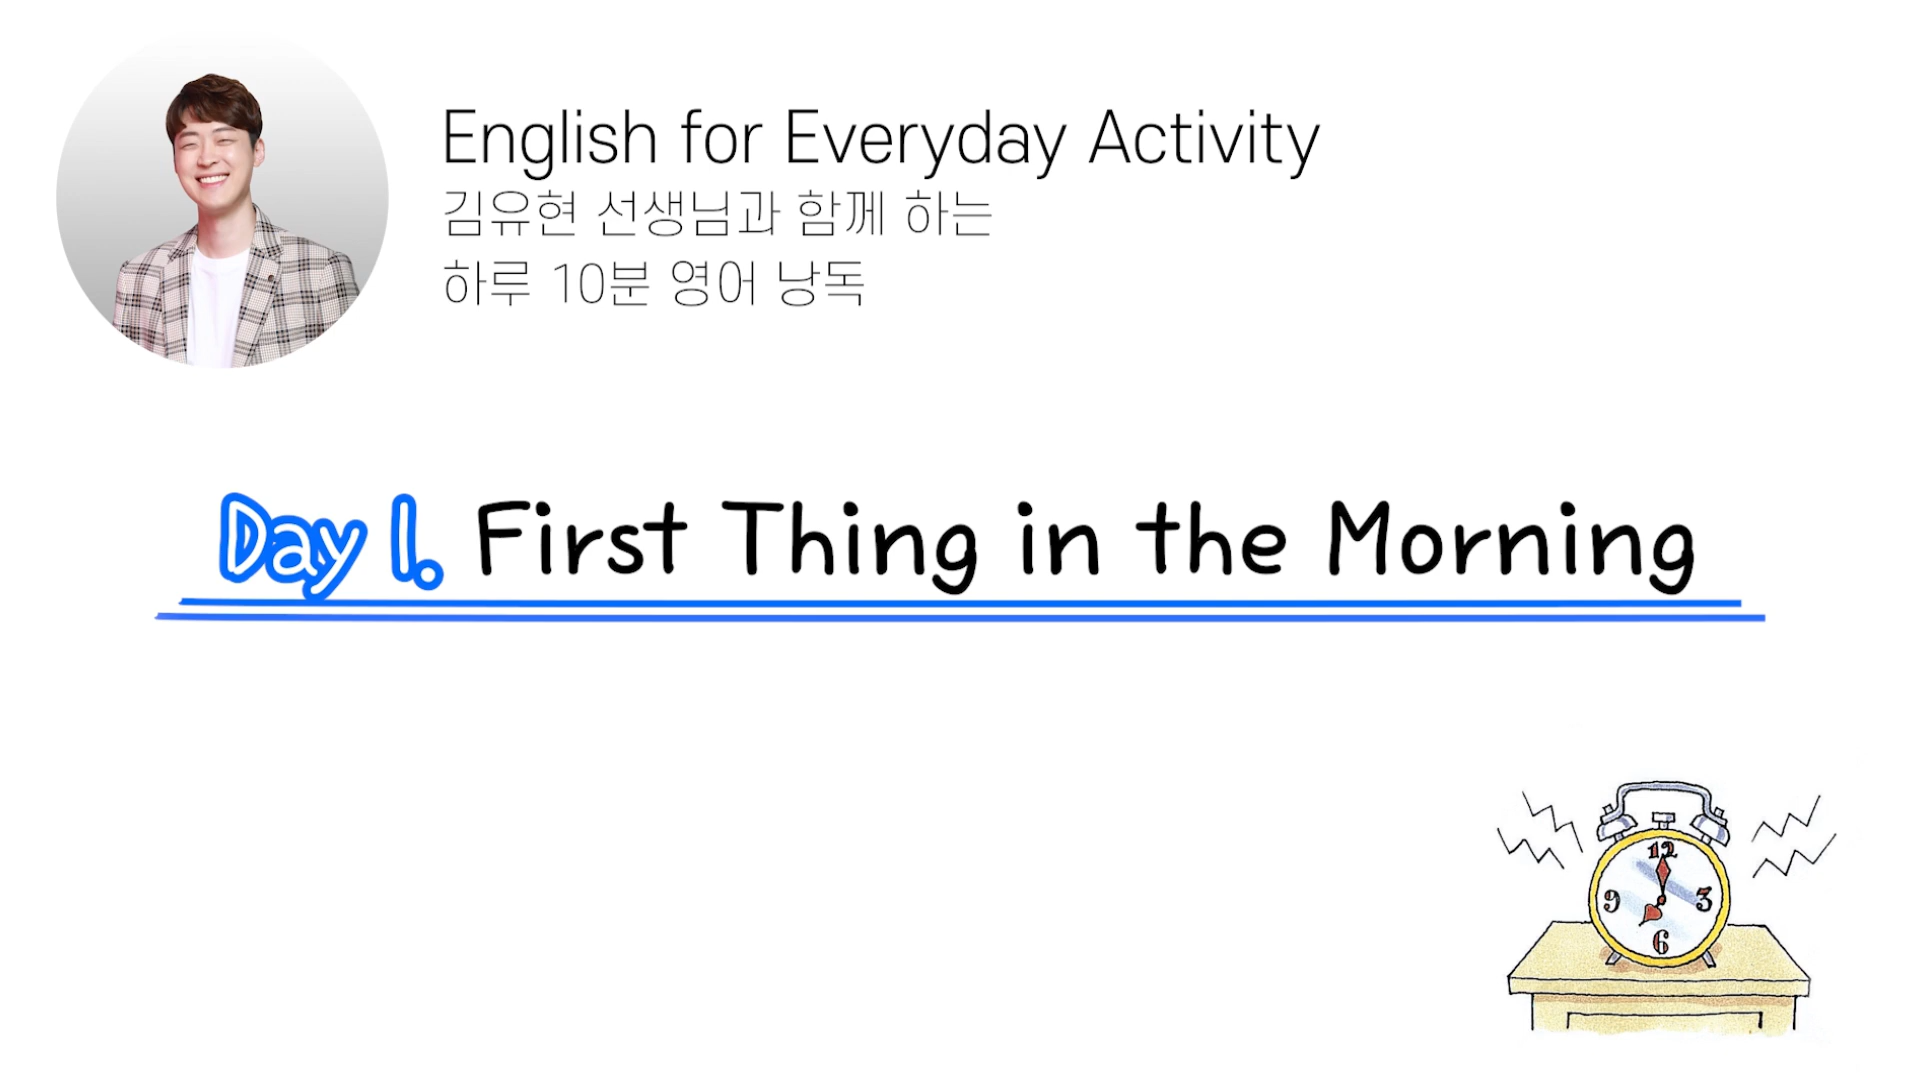 English for Everyday Activity
김유현 선생님과 함께 하는
하루 10분 영어 낭독
Day 1. First Thing in the Morning
12
9 3
6